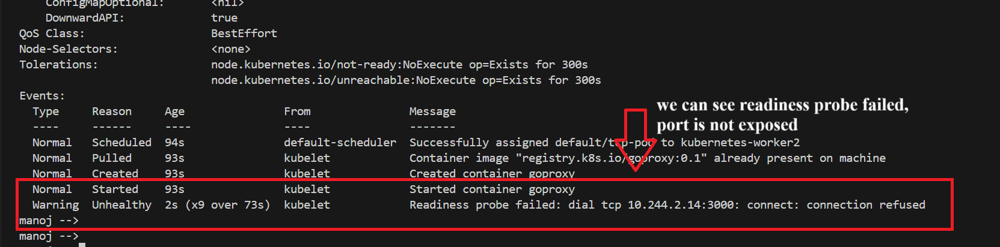 ConfigMapOptional: <nil>
DownwardAPI: true
QoS Class: BestEffort
Node-Selectors: <none>
Tolerations: node.kubernetes.io/not-ready:NoExecute op=Exists for 300s
node.kubernetes.io/unreachable:NoExecute op=Exists for 300s
Events:
we can see readiness probe failed,
port is not exposed
Type Reason Age From Message
---- ------ ---- ---- -------
Normal Scheduled 94s default-scheduler Successfully assigned default/tcp-pod to kubernetes-worker2
Normal Pulled 93s kubelet Container image "registry.k8s.io/goproxy:0.1" already present on machine
Normal Created 93s kubelet Created container goproxy
Normal Started 93s kubelet Started container goproxy
Warning Unhealthy 2s (x9 over 73s) kubelet Readiness probe failed: dial tcp 10.244.2.14:3000: connect: connection refused
manoj -->
manoj -->